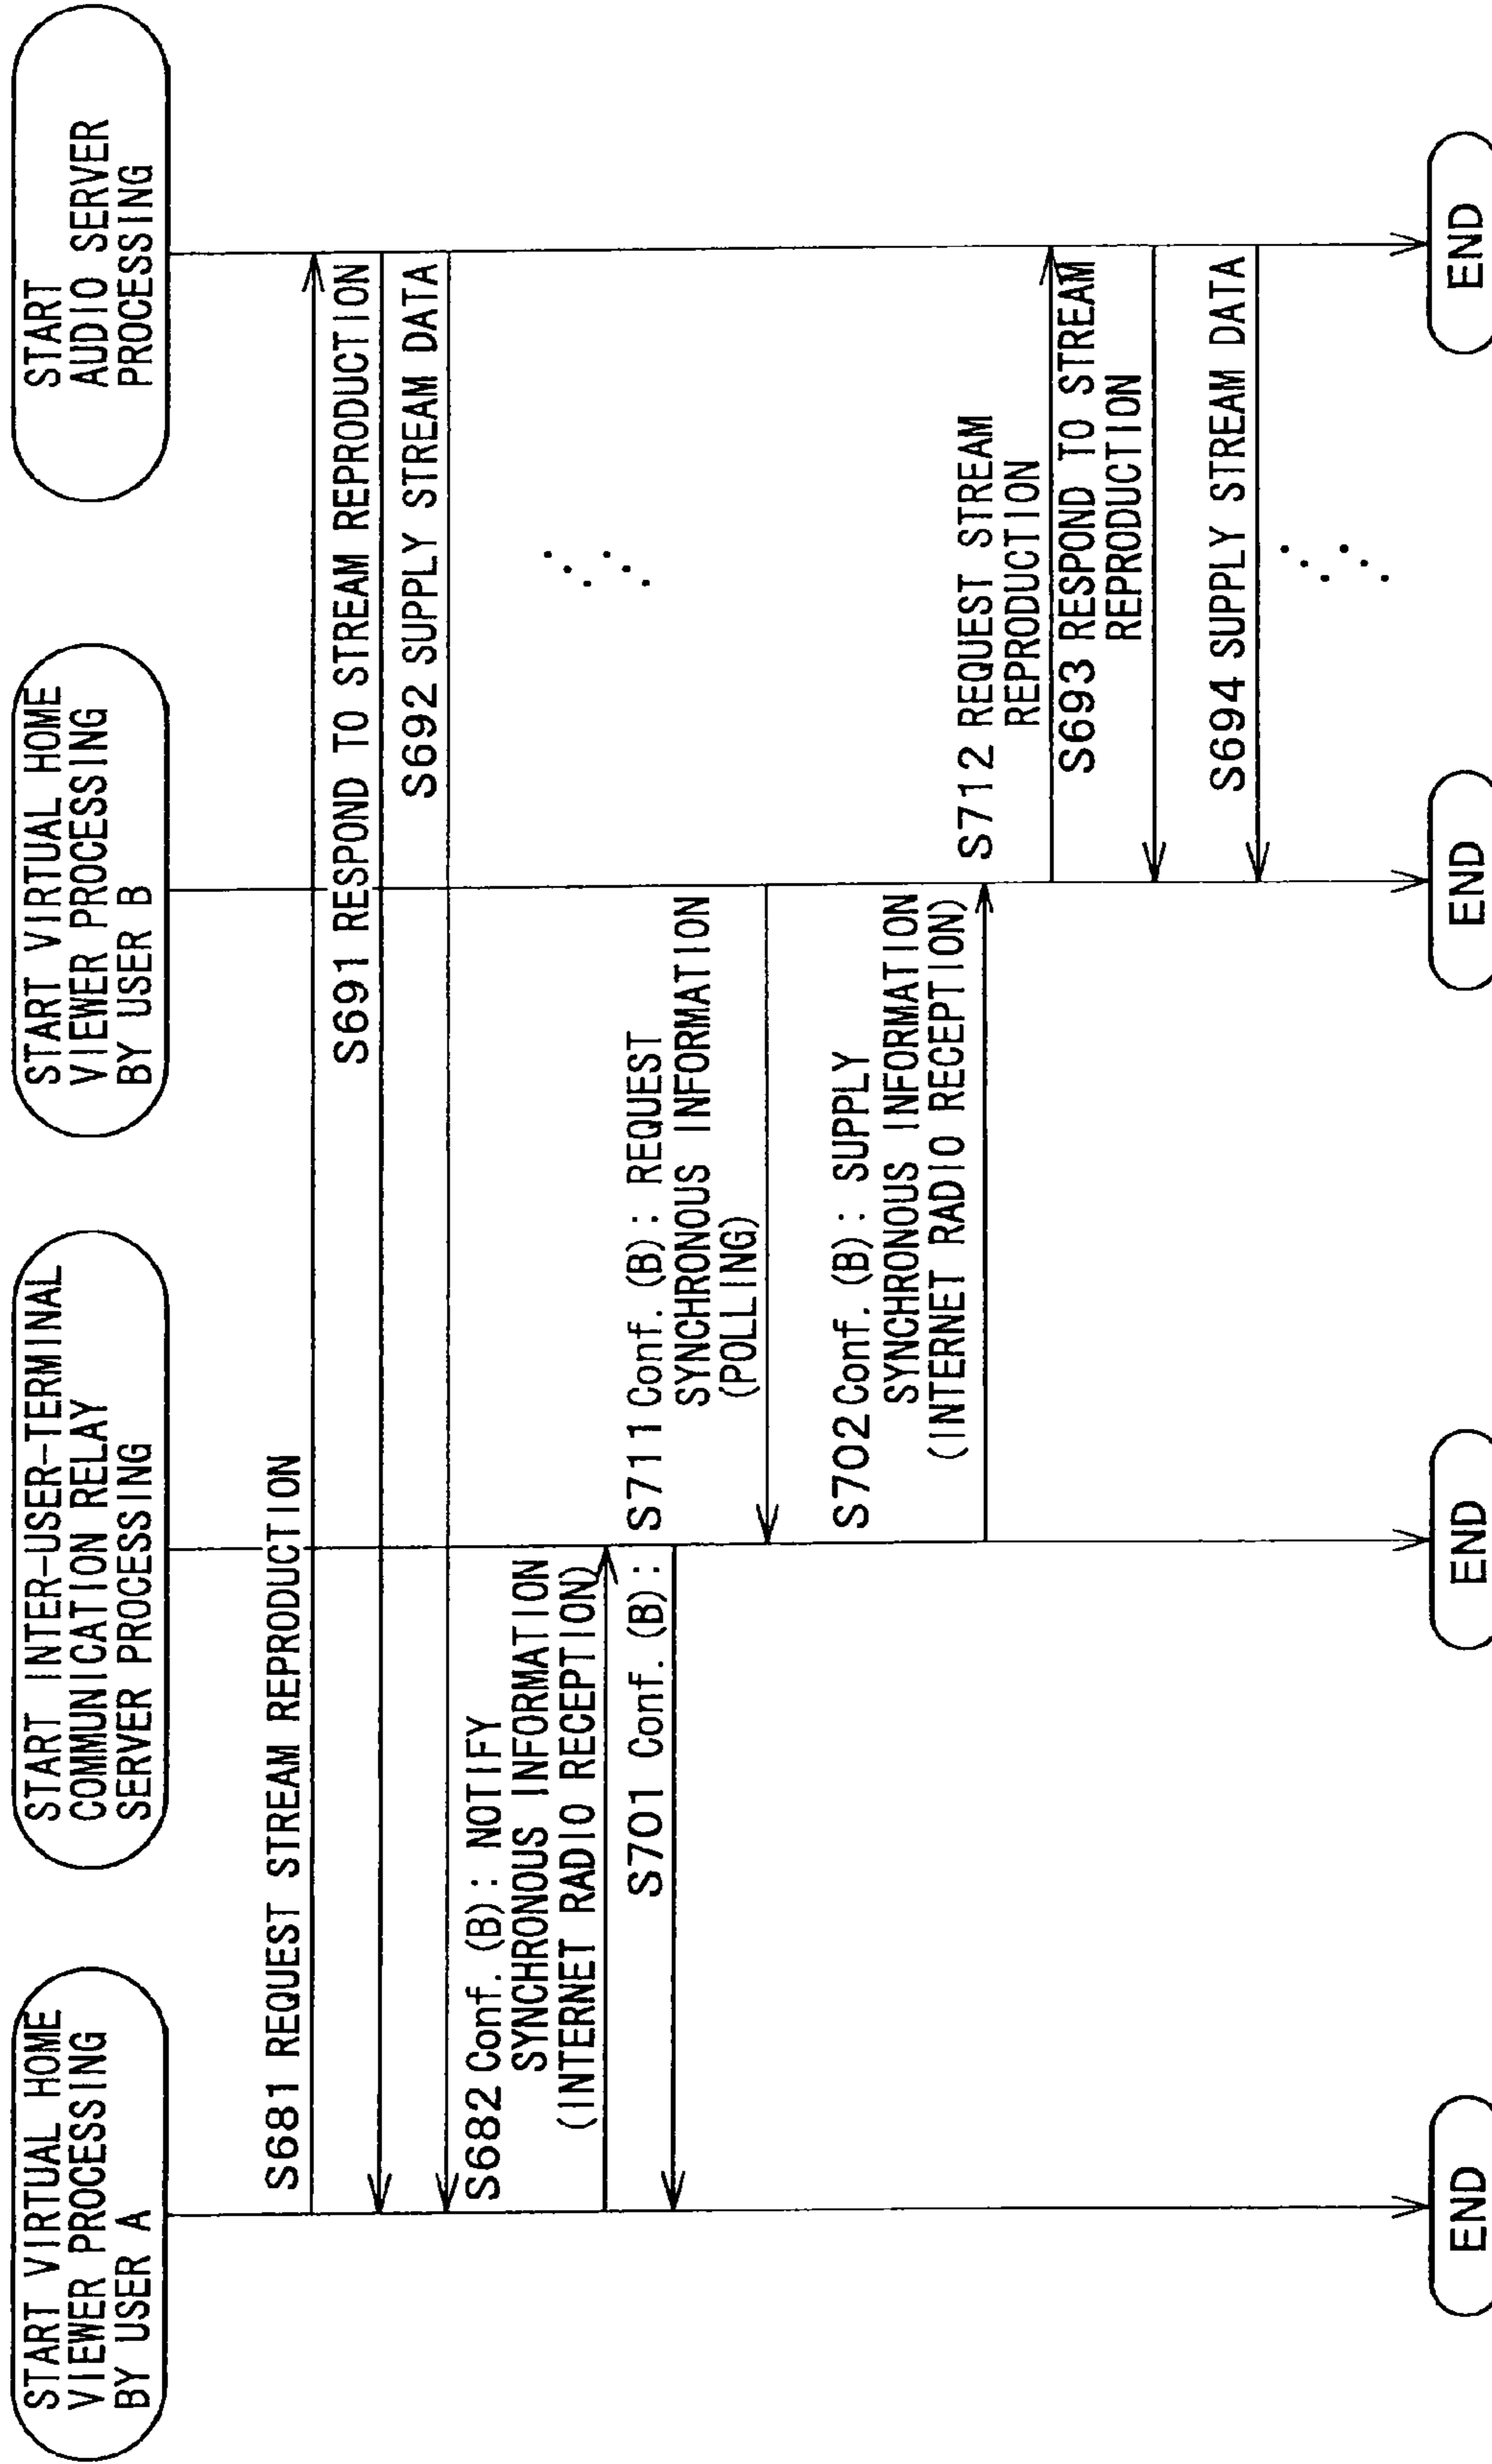 START VIRTUAL HOME
VIEWER PROCESSING
BY USER A
START INTER-USER-TERMINAL
COMMUNICATION RELAY
SERVER PROCESSING
START VIRTUAL HOME
VIEWER PROCESSING
BY USER B
START
AUDIO SERVER
PROCESSING
S681 REQUEST STREAM REPRODUCTION
S691 RESPOND TO STREAM REPRODUCTION
S692 SUPPLY STREAM DATA
S682 Conf. (B): NOTIFY
SYNCHRONOUS INFORMATION
(INTERNET RADIO RECEPTION)
S701 Conf. (B):
S711 Conf. (B): REQUEST
SYNCHRONOUS INFORMATION
(POLLING)
S702 Conf. (B): SUPPLY
SYNCHRONOUS INFORMATION
(INTERNET RADIO RECEPTION)
S712 REQUEST STREAM
REPRODUCTION
S693 RESPOND TO STREAM
REPRODUCTION
S694 SUPPLY STREAM DATA
END
END
END
END